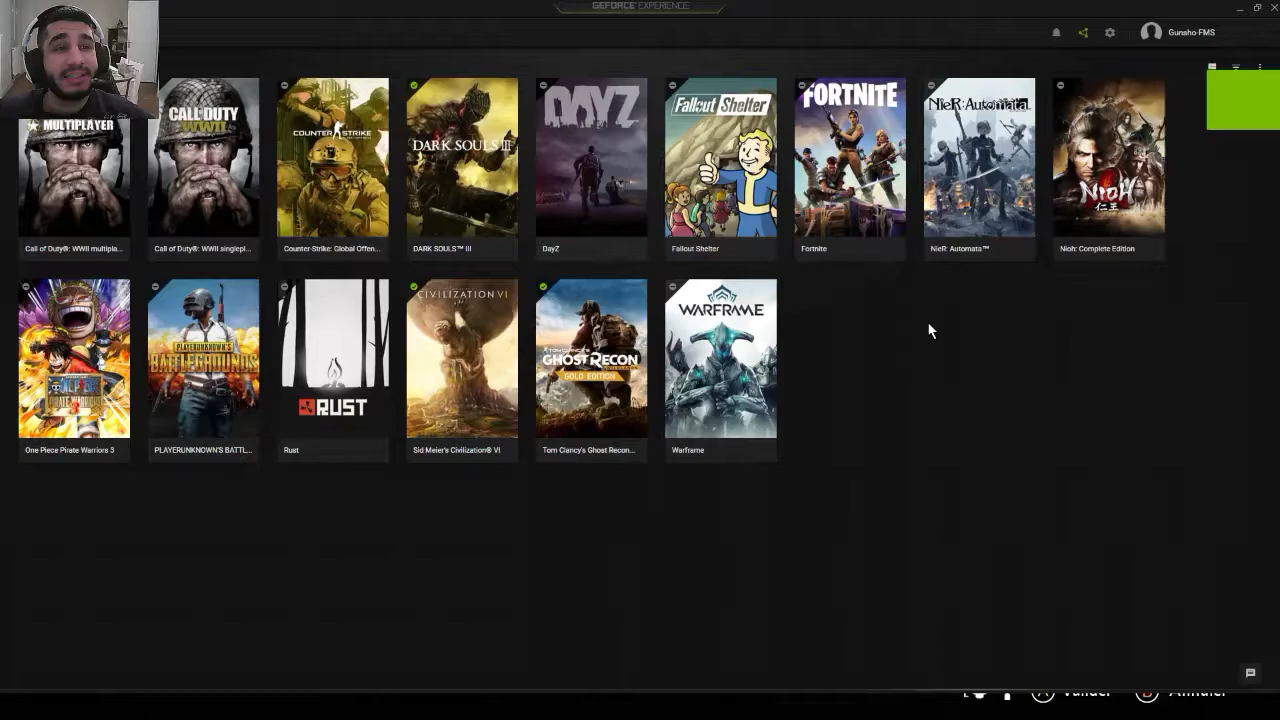 GEFORCE EXPERIENCE
Gunsho-FMS
MULTIPLAYER
CALL OF DUTY
WWII
COUNTER STRIKE
DARK SOULS III
DAYZ
Fallout Shelter
FORTNITE
NieR:Automata
NIOH
仁王
Call of Duty®: WWII multipla...
Call of Duty®: WWII singlepl...
Counter-Strike: Global Offen...
DARK SOULS™ III
DayZ
Fallout Shelter
Fortnite
NieR: Automata™
Nioh: Complete Edition
ONE PIECE
PIRATE WARRIORS 3
PLAYERUNKNOWN'S
BATTLEGROUNDS
RUST
CIVILIZATION VI
TOM CLANCY'S
GHOST RECON
GOLD EDITION
WARFRAME
One Piece Pirate Warriors 3
PLAYERUNKNOWN'S BATTL...
Rust
Sid Meier's Civilization® VI
Tom Clancy's Ghost Recon...
Warframe
A Valider B Annuler